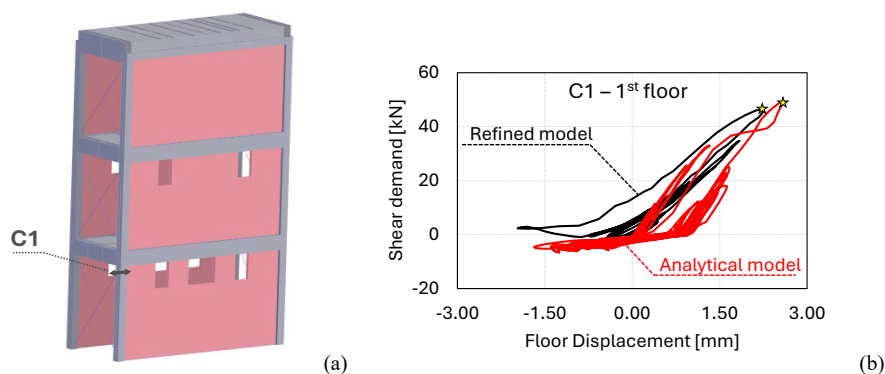 C1
(a)
C1 – 1st floor
Refined model
Analytical model
Shear demand [kN]
60
40
20
0
-20
-3.00 -1.50 0.00 1.50 3.00
Floor Displacement [mm]
(b)